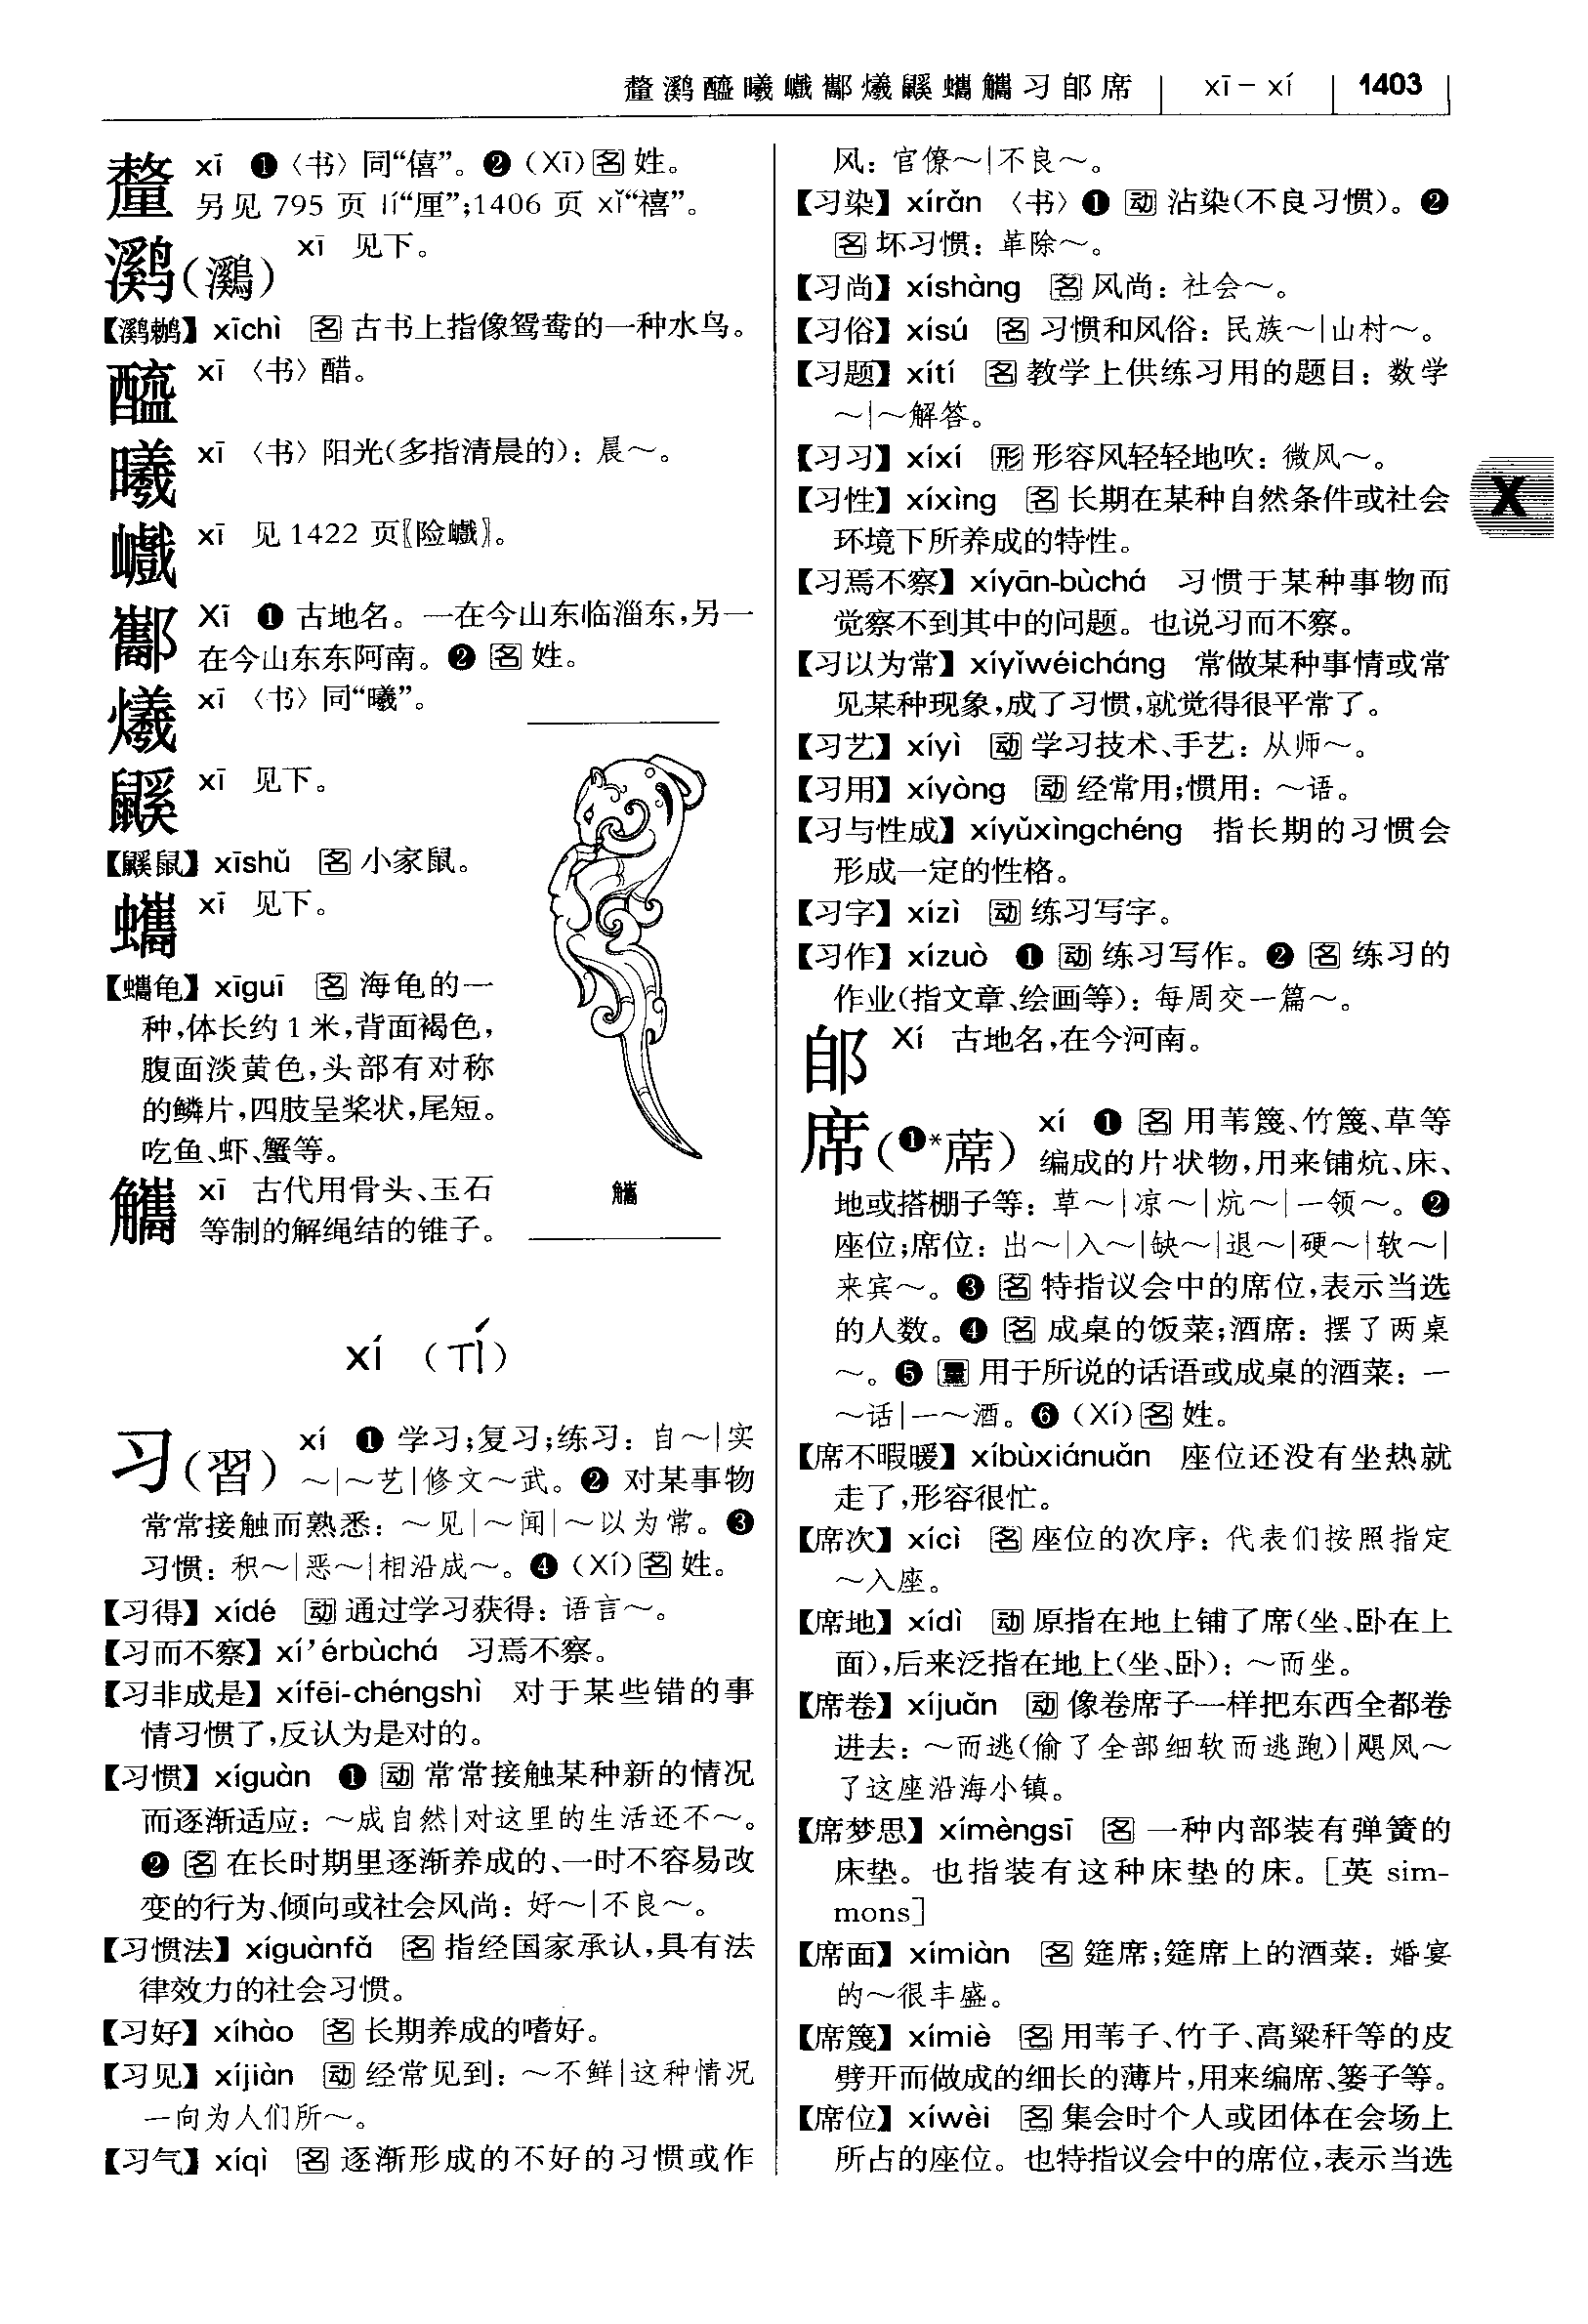 釐 鸂 醯 曦 巇 酅 爔 鼷 蠵 觿 习 郋 席 xī－xí 1403
釐 xī ❶〈书〉同“僖”。❷（Xī）名 姓。
另见 795 页 lí“厘”；1406 页 xǐ“禧”。
㶉（鸂） xī 见下。
【㶉𫛶】xīchì 名 古书上指像鸳鸯的一种水鸟。
醯 xī 〈书〉醋。
曦 xī 〈书〉阳光（多指清晨的）：晨～。
巇 xī 见 1422 页〖险巇〗。
酅 Xī ❶ 古地名。一在今山东临淄东，另一
在今山东东阿南。❷ 名 姓。
爔 xī 〈书〉同“曦”。
鼷 xī 见下。
【鼷鼠】xīshǔ 名 小家鼠。
蠵 xī 见下。
【蠵龟】xīguī 名 海龟的一
种，体长约 1 米，背面褐色，
腹面淡黄色，头部有对称
的鳞片，四肢呈桨状，尾短。
吃鱼、虾、蟹等。
觿 xī 古代用骨头、玉石
等制的解绳结的锥子。
觿
xí （ㄒㄧˊ）
习（習） xí ❶ 学习；复习；练习：自～|实
～|～艺|修文～武。❷ 对某事物
常常接触而熟悉：～见|～闻|～以为常。❸
习惯：积～|恶～|相沿成～。❹（Xí）名 姓。
【习得】xídé 动 通过学习获得：语言～。
【习而不察】xí’érbùchá 习焉不察。
【习非成是】xífēi-chéngshì 对于某些错的事
情习惯了，反认为是对的。
【习惯】xíguàn ❶ 动 常常接触某种新的情况
而逐渐适应：～成自然|对这里的生活还不～。
❷ 名 在长时期里逐渐养成的、一时不容易改
变的行为、倾向或社会风尚：好～|不良～。
【习惯法】xíguànfǎ 名 指经国家承认，具有法
律效力的社会习惯。
【习好】xíhào 名 长期养成的嗜好。
【习见】xíjiàn 动 经常见到：～不鲜|这种情况
一向为人们所～。
【习气】xíqì 名 逐渐形成的不好的习惯或作
风：官僚～|不良～。
【习染】xírǎn 〈书〉❶ 动 沾染（不良习惯）。❷
名 坏习惯：革除～。
【习尚】xíshàng 名 风尚：社会～。
【习俗】xísú 名 习惯和风俗：民族～|山村～。
【习题】xítí 名 教学上供练习用的题目：数学
～|～解答。
【习习】xíxí 形 形容风轻轻地吹：微风～。
【习性】xíxìng 名 长期在某种自然条件或社会
环境下所养成的特性。
【习焉不察】xíyān-bùchá 习惯于某种事物而
觉察不到其中的问题。也说习而不察。
【习以为常】xíyǐwéicháng 常做某种事情或常
见某种现象，成了习惯，就觉得很平常了。
【习艺】xíyì 动 学习技术、手艺：从师～。
【习用】xíyòng 动 经常用；惯用：～语。
【习与性成】xíyǔxìngchéng 指长期的习惯会
形成一定的性格。
【习字】xízì 动 练习写字。
【习作】xízuò ❶ 动 练习写作。❷ 名 练习的
作业（指文章、绘画等）：每周交一篇～。
郋 Xí 古地名，在今河南。
席（❶*蓆） xí ❶ 名 用苇篾、竹篾、草等
编成的片状物，用来铺炕、床、
地或搭棚子等：草～|凉～|炕～|一领～。❷
座位；席位：出～|入～|缺～|退～|硬～|软～|
来宾～。❸ 名 特指议会中的席位，表示当选
的人数。❹ 名 成桌的饭菜；酒席：摆了两桌
～。❺ 量 用于所说的话语或成桌的酒菜：一
～话|一～酒。❻（Xí）名 姓。
【席不暇暖】xíbùxiánuǎn 座位还没有坐热就
走了，形容很忙。
【席次】xícì 名 座位的次序：代表们按照指定
～入座。
【席地】xídì 动 原指在地上铺了席（坐、卧在上
面），后来泛指在地上（坐、卧）：～而坐。
【席卷】xíjuǎn 动 像卷席子一样把东西全都卷
进去：～而逃（偷了全部细软而逃跑）|飓风～
了这座沿海小镇。
【席梦思】xímèngsī 名 一种内部装有弹簧的
床垫。也指装有这种床垫的床。［英 sim-
mons］
【席面】xímiàn 名 筵席；筵席上的酒菜：婚宴
的～很丰盛。
【席篾】xímiè 名 用苇子、竹子、高粱秆等的皮
劈开而做成的细长的薄片，用来编席、篓子等。
【席位】xíwèi 名 集会时个人或团体在会场上
所占的座位。也特指议会中的席位，表示当选
X